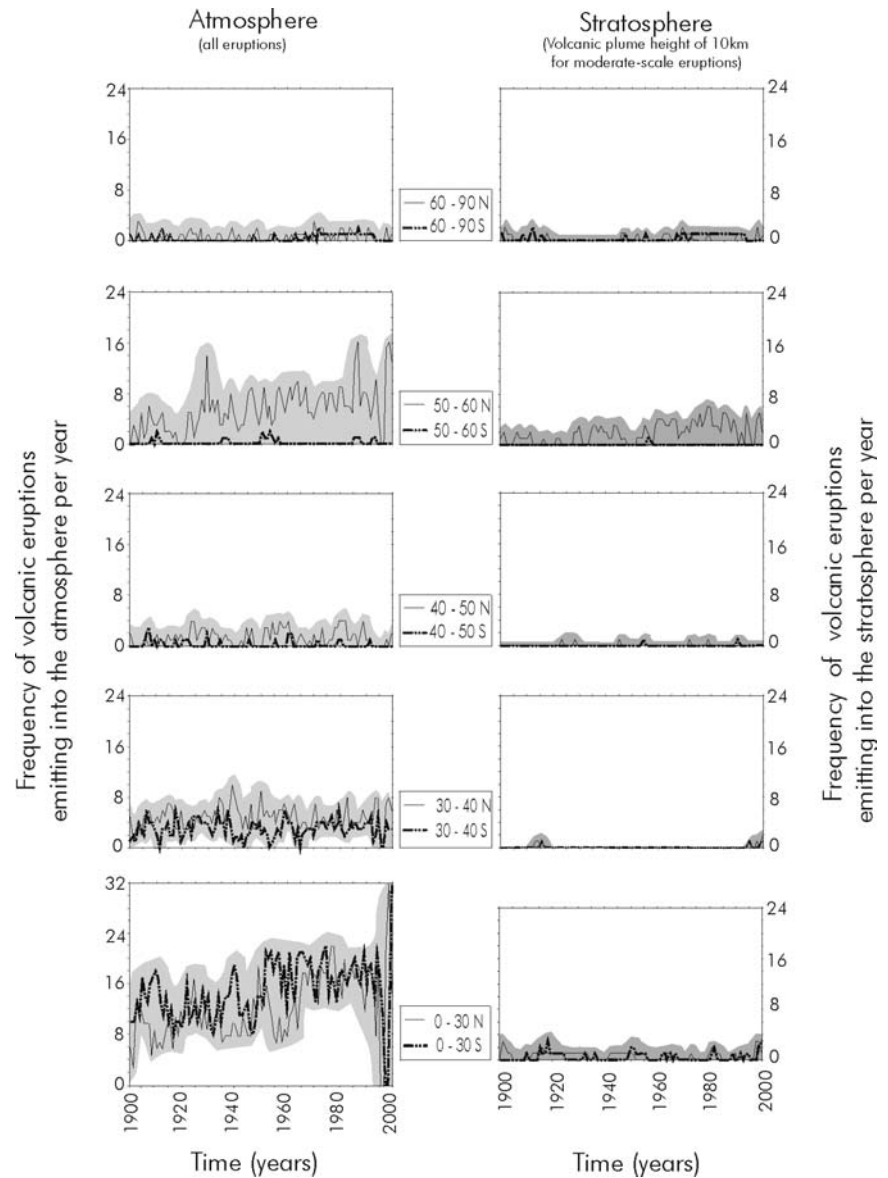 Atmosphere
(all eruptions)
Stratosphere
(Volcanic plume height of 10km
for moderate-scale eruptions)
Frequency of volcanic eruptions
emitting into the atmosphere per year
Frequency of volcanic eruptions
emitting into the stratosphere per year
24
16
8
0
60 - 90 N
60 - 90 S
24
16
8
0
24
16
8
0
50 - 60 N
50 - 60 S
24
16
8
0
24
16
8
0
40 - 50 N
40 - 50 S
24
16
8
0
24
16
8
0
30 - 40 N
30 - 40 S
24
16
8
0
32
24
16
8
0
0 - 30 N
0 - 30 S
24
16
8
0
1900
1920
1940
1960
1980
2000
1900
1920
1940
1960
1980
2000
Time (years)
Time (years)